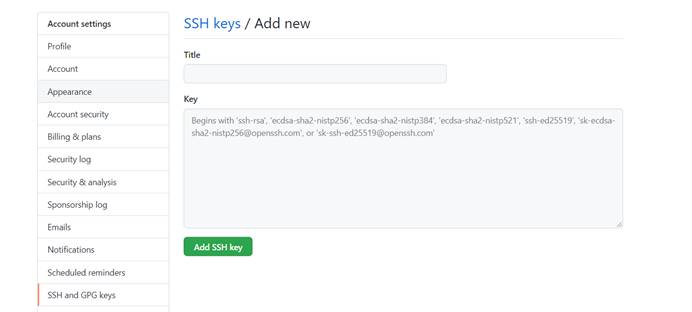 Account settings
Profile
Account
Appearance
Account security
Billing & plans
Security log
Security & analysis
Sponsorship log
Emails
Notifications
Scheduled reminders
SSH and GPG keys
SSH keys / Add new
Title
Key
Begins with 'ssh-rsa', 'ecdsa-sha2-nistp256', 'ecdsa-sha2-nistp384', 'ecdsa-sha2-nistp521', 'ssh-ed25519', 'sk-ecdsa-
sha2-nistp256@openssh.com', or 'sk-ssh-ed25519@openssh.com'
Add SSH key